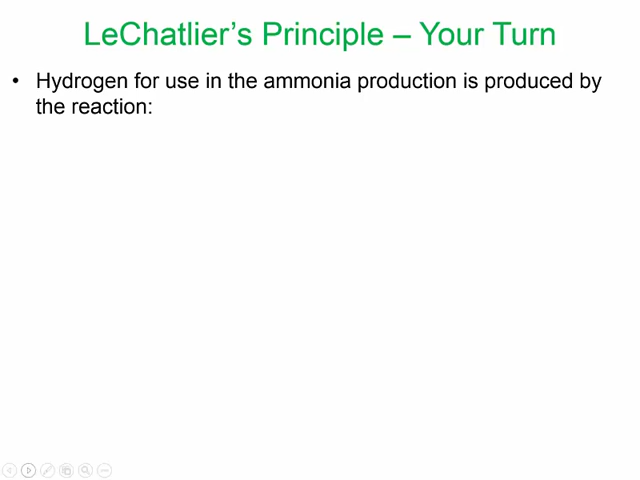 LeChatlier’s Principle – Your Turn
• Hydrogen for use in the ammonia production is produced by
the reaction: